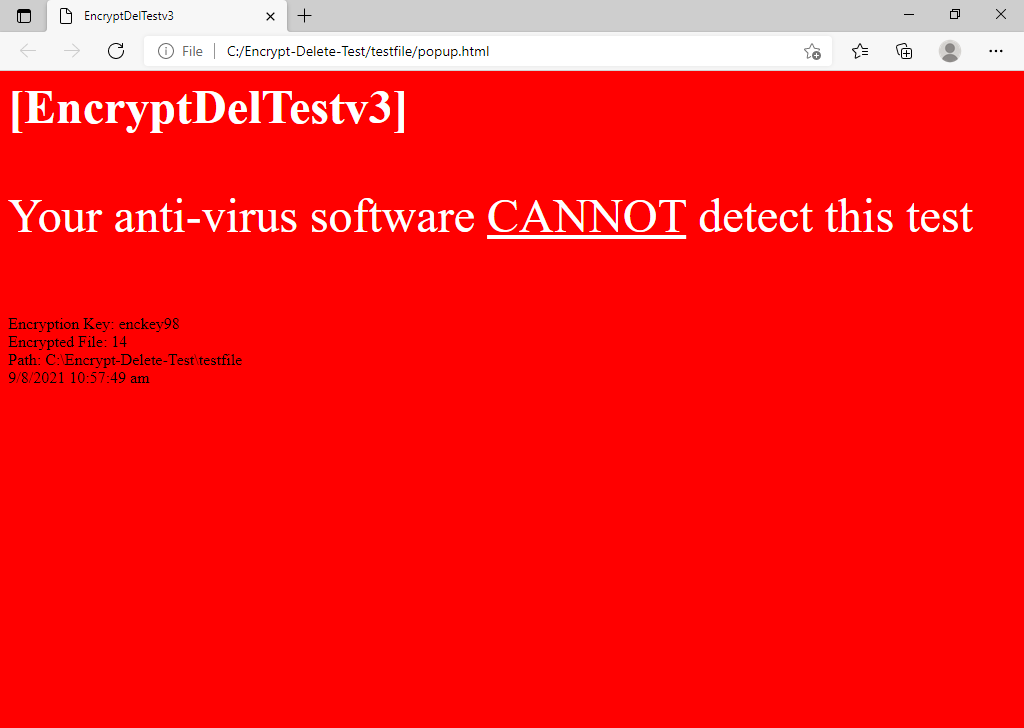 EncryptDelTestv3
File
C:/Encrypt-Delete-Test/testfile/popup.html
[EncryptDelTestv3]
Your anti-virus software CANNOT detect this test
Encryption Key: enckey98
Encrypted File: 14
Path: C:\Encrypt-Delete-Test\testfile
9/8/2021 10:57:49 am